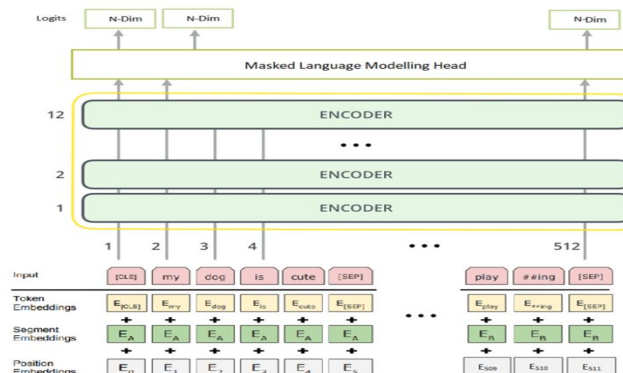 Logits N-Dim N-Dim N-Dim
Masked Language Modelling Head
12 ENCODER
...
2 ENCODER
1 ENCODER
1 2 3 4 ... 512
Input [CLS] my dog is cute [SEP] play ##ing [SEP]
Token Embeddings E[CLS] Emy Edog Eis Ecute E[SEP] ... Eplay E##ing E[SEP]
+ + + + + + + + +
Segment Embeddings EA EA EA EA EA EA EB EB EB
+ + + + + + + + +
Position Embeddings E0 E1 E2 E3 E4 E5 E509 E510 E511